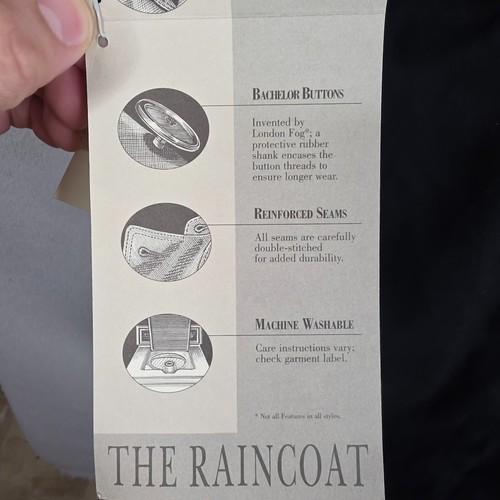 BACHELOR BUTTONS
Invented by
London Fog®; a
protective rubber
shank encases the
button threads to
ensure longer wear.
REINFORCED SEAMS
All seams are carefully
double-stitched
for added durability.
MACHINE WASHABLE
Care instructions vary;
check garment label.
* Not all Features in all styles.
THE RAINCOAT